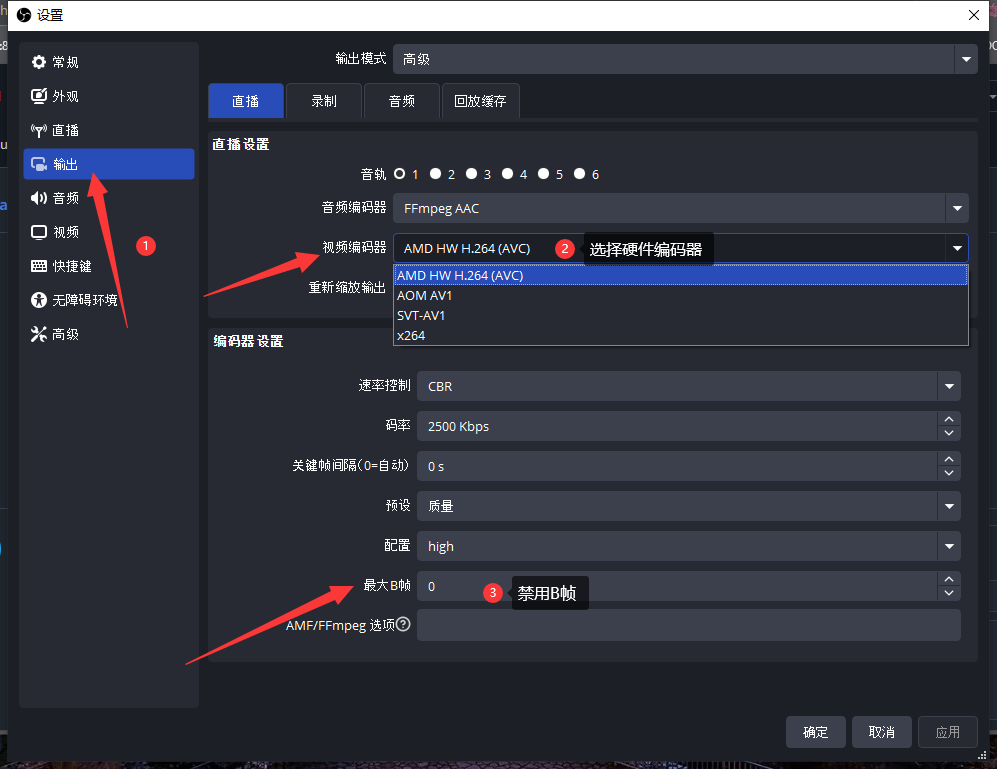 设置
常规
外观
直播
输出
音频
视频
快捷键
无障碍环境
高级
1
输出模式 高级
直播 录制 音频 回放缓存
直播设置
音轨 1 2 3 4 5 6
音频编码器 FFmpeg AAC
视频编码器 AMD HW H.264 (AVC) 2 选择硬件编码器
AMD HW H.264 (AVC)
AOM AV1
SVT-AV1
x264
重新缩放输出
编码器设置
速率控制 CBR
码率 2500 Kbps
关键帧间隔(0=自动) 0 s
预设 质量
配置 high
最大B帧 0 3 禁用B帧
AMF/FFmpeg 选项
确定 取消 应用